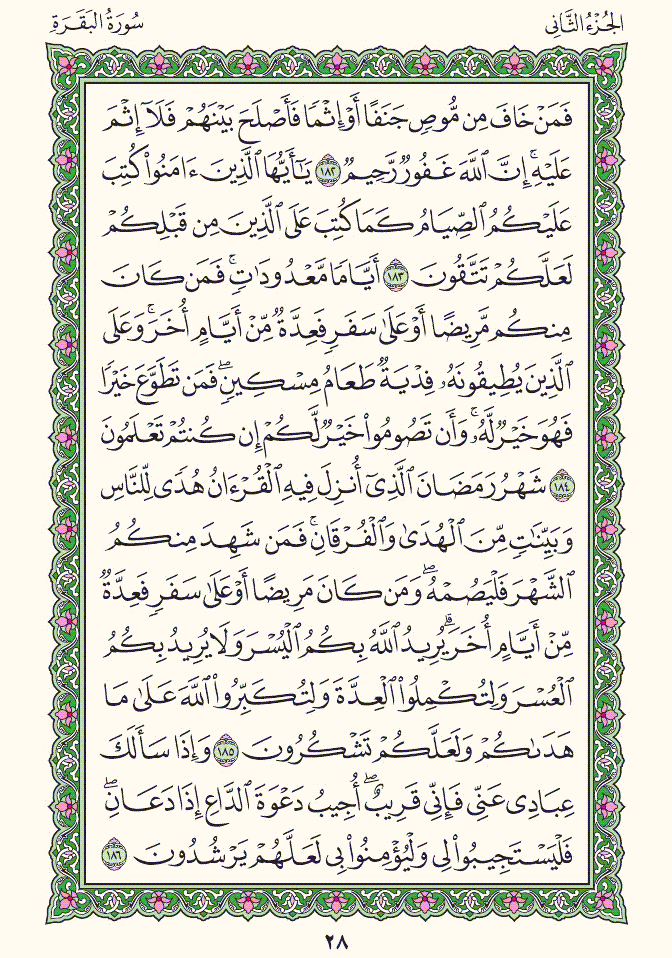 الجُزْءُ الثَّانِي
سُورَةُ البَقَرَةِ
فَمَنْ خَافَ مِن مُّوصٍ جَنَفًا أَوْ إِثْمًا فَأَصْلَحَ بَيْنَهُمْ فَلَآ إِثْمَ
عَلَيْهِ ۚ إِنَّ ٱللَّهَ غَفُورٌ رَّحِيمٌ ١٨٢ يَـٰٓأَيُّهَا ٱلَّذِينَ ءَامَنُوا۟ كُتِبَ
عَلَيْكُمُ ٱلصِّيَامُ كَمَا كُتِبَ عَلَى ٱلَّذِينَ مِن قَبْلِكُمْ
لَعَلَّكُمْ تَتَّقُونَ ١٨٣ أَيَّامًا مَّعْدُودَٰتٍ ۚ فَمَن كَانَ
مِنكُم مَّرِيضًا أَوْ عَلَىٰ سَفَرٍ فَعِدَّةٌ مِّنْ أَيَّامٍ أُخَرَ ۚ وَعَلَى
ٱلَّذِينَ يُطِيقُونَهُۥ فِدْيَةٌ طَعَامُ مِسْكِينٍ ۖ فَمَن تَطَوَّعَ خَيْرًا
فَهُوَ خَيْرٌ لَّهُۥ ۚ وَأَن تَصُومُوا۟ خَيْرٌ لَّكُمْ إِن كُنتُمْ تَعْلَمُونَ
١٨٤ شَهْرُ رَمَضَانَ ٱلَّذِىٓ أُنزِلَ فِيهِ ٱلْقُرْءَانُ هُدًى لِّلنَّاسِ
وَبَيِّنَـٰتٍ مِّنَ ٱلْهُدَىٰ وَٱلْفُرْقَانِ ۚ فَمَن شَهِدَ مِنكُمُ
ٱلشَّهْرَ فَلْيَصُمْهُ ۖ وَمَن كَانَ مَرِيضًا أَوْ عَلَىٰ سَفَرٍ فَعِدَّةٌ
مِّنْ أَيَّامٍ أُخَرَ ۗ يُرِيدُ ٱللَّهُ بِكُمُ ٱلْيُسْرَ وَلَا يُرِيدُ بِكُمُ
ٱلْعُسْرَ وَلِتُكْمِلُوا۟ ٱلْعِدَّةَ وَلِتُكَبِّرُوا۟ ٱللَّهَ عَلَىٰ مَا
هَدَىٰكُمْ وَلَعَلَّكُمْ تَشْكُرُونَ ١٨٥ وَإِذَا سَأَلَكَ
عِبَادِى عَنِّى فَإِنِّى قَرِيبٌ ۖ أُجِيبُ دَعْوَةَ ٱلدَّاعِ إِذَا دَعَانِ ۖ
فَلْيَسْتَجِيبُوا۟ لِى وَلْيُؤْمِنُوا۟ بِى لَعَلَّهُمْ يَرْشُدُونَ ١٨٦
٢٨